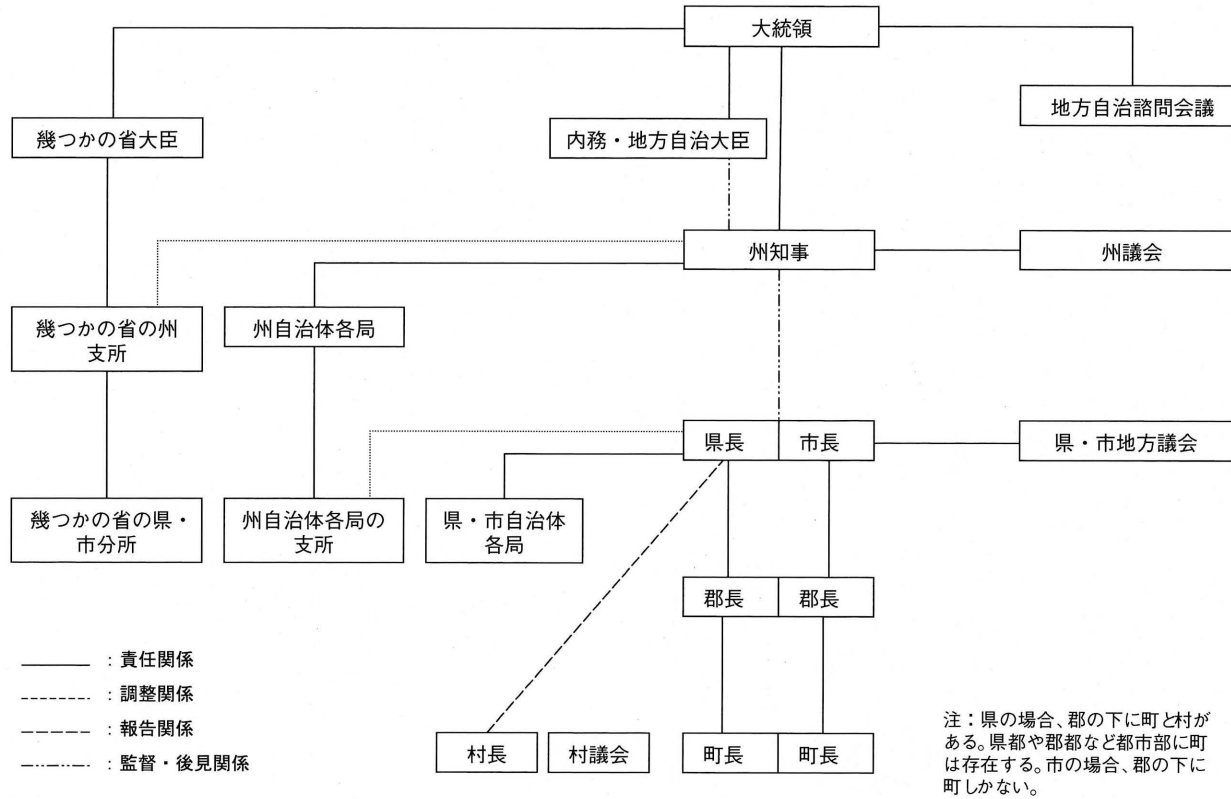 大統領
地方自治諮問会議
幾つかの省大臣
内務・地方自治大臣
州知事
州議会
幾つかの省の州
支所
州自治体各局
県長
市長
県・市地方議会
幾つかの省の県・
市分所
州自治体各局の
支所
県・市自治体
各局
郡長
郡長
：責任関係
：調整関係
：報告関係
：監督・後見関係
村長
村議会
町長
町長
注：県の場合、郡の下に町と村が
ある。県都や郡都など都市部に町
は存在する。市の場合、郡の下に
町しかない。